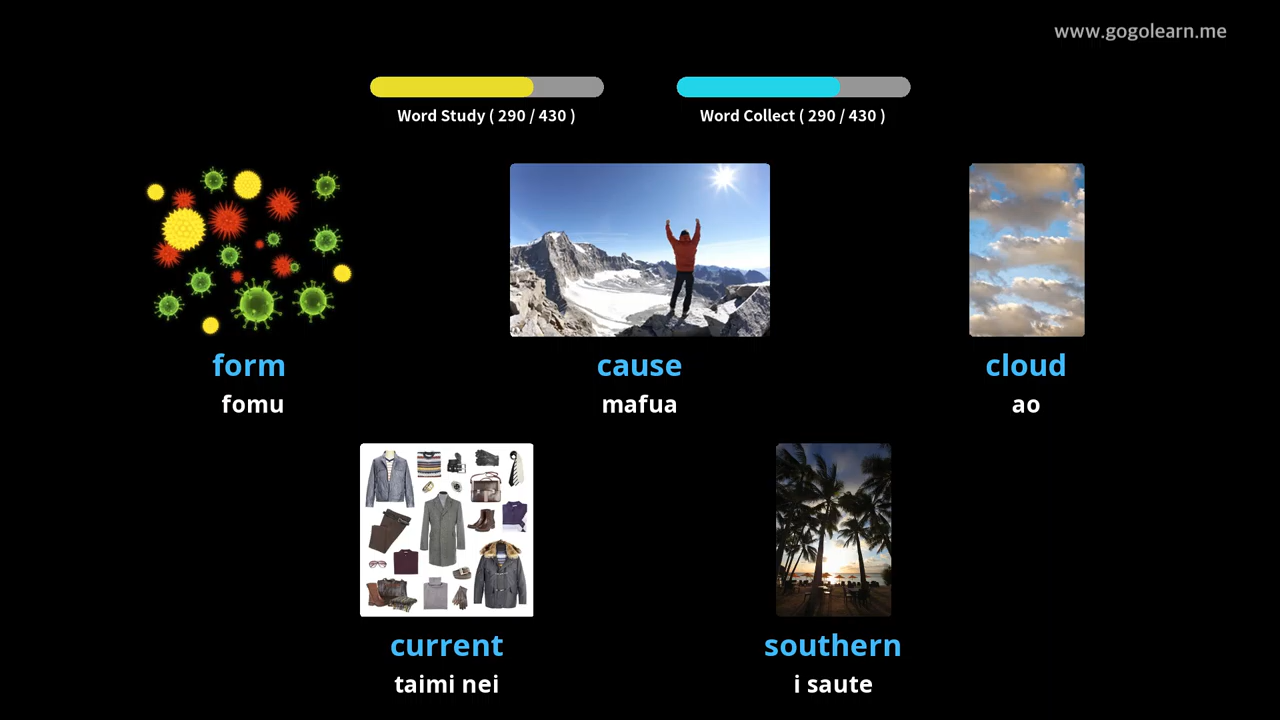 www.gogolearn.me
Word Study ( 290 / 430 )
Word Collect ( 290 / 430 )
form
fomu
cause
mafua
cloud
ao
current
taimi nei
southern
i saute